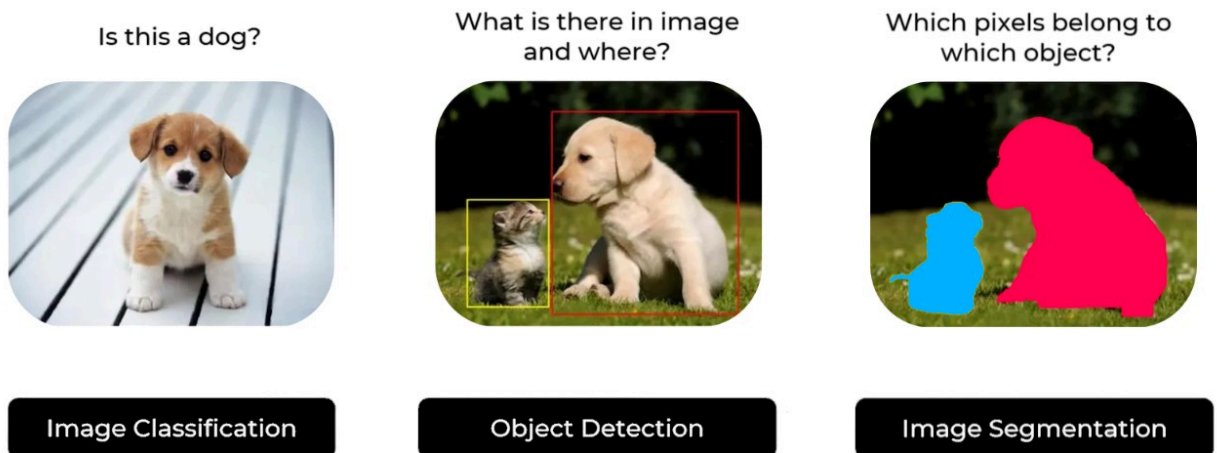 Is this a dog?
What is there in image
and where?
Which pixels belong to
which object?
Image Classification
Object Detection
Image Segmentation